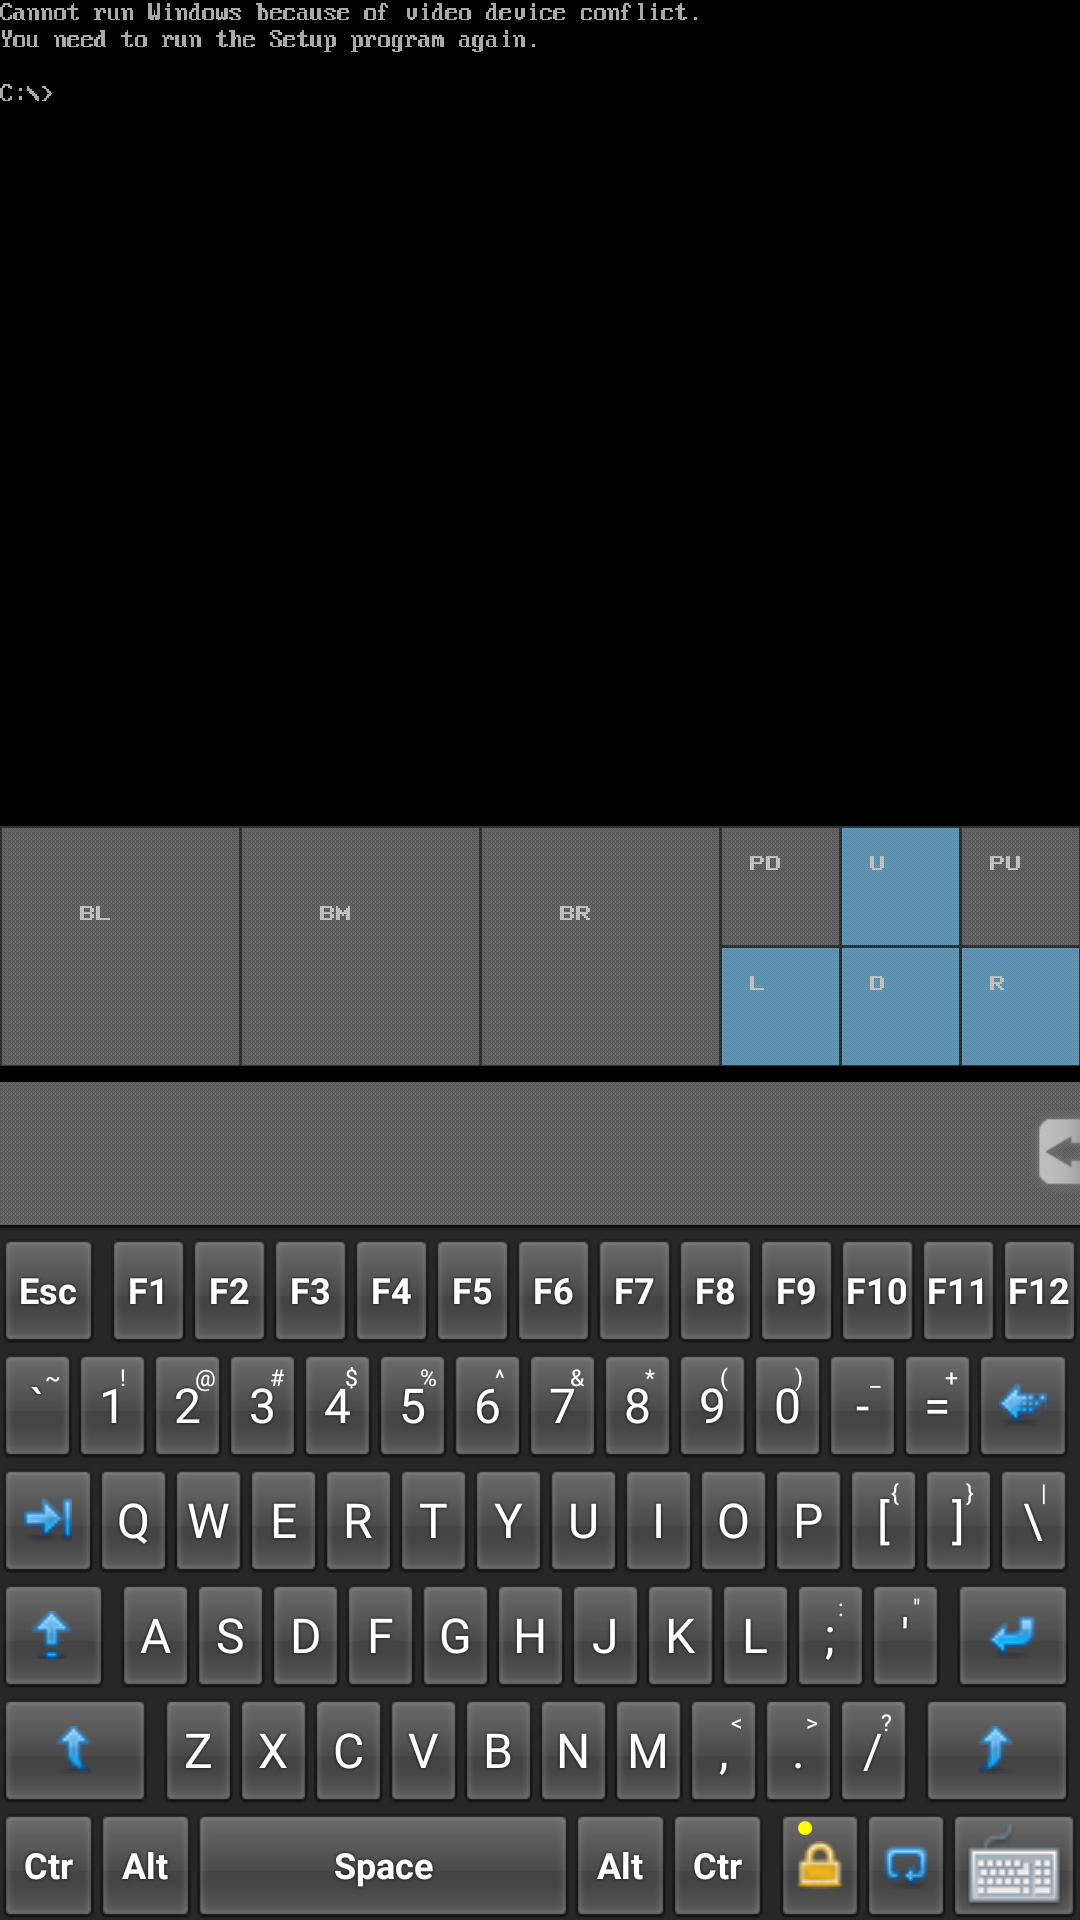 Cannot run Windows because of video device conflict.
You need to run the Setup program again.
C:\>
PD U PU
BL BM BR
L D R
Esc F1 F2 F3 F4 F5 F6 F7 F8 F9 F10 F11 F12
` ~ 1 ! 2 @ 3 # 4 $ 5 % 6 ^ 7 & 8 * 9 ( 0 ) - _ = +
Q W E R T Y U I O P [ { ] } \ |
A S D F G H J K L ; : ' "
Z X C V B N M , < . > / ?
Ctr Alt Space Alt Ctr